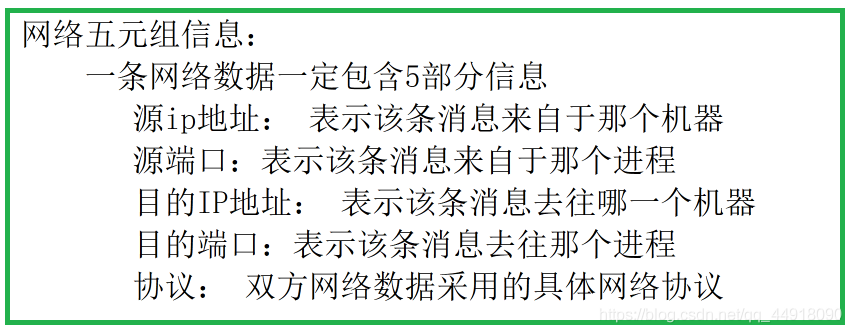 网络五元组信息：
一条网络数据一定包含5部分信息
源ip地址： 表示该条消息来自于那个机器
源端口：表示该条消息来自于那个进程
目的IP地址： 表示该条消息去往哪一个机器
目的端口：表示该条消息去往那个进程
协议： 双方网络数据采用的具体网络协议
https://blog.csdn.net/qq_44918090